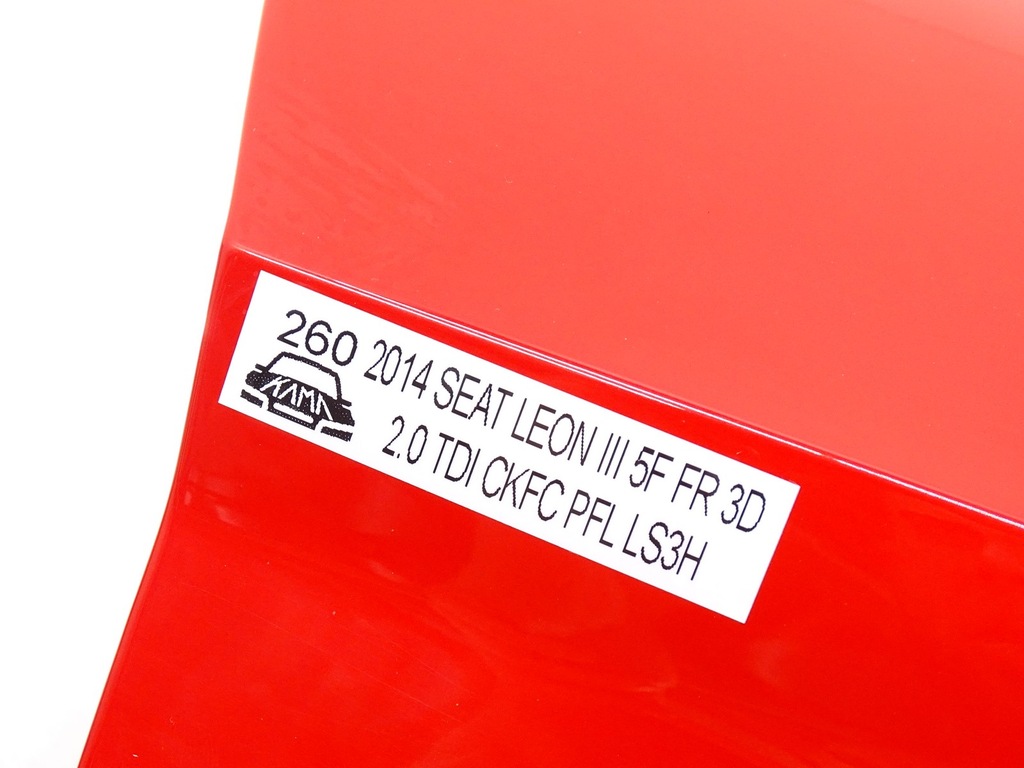 260
KAMA
2014 SEAT LEON III 5F FR 3D
2.0 TDI CKFC PFL LS3H